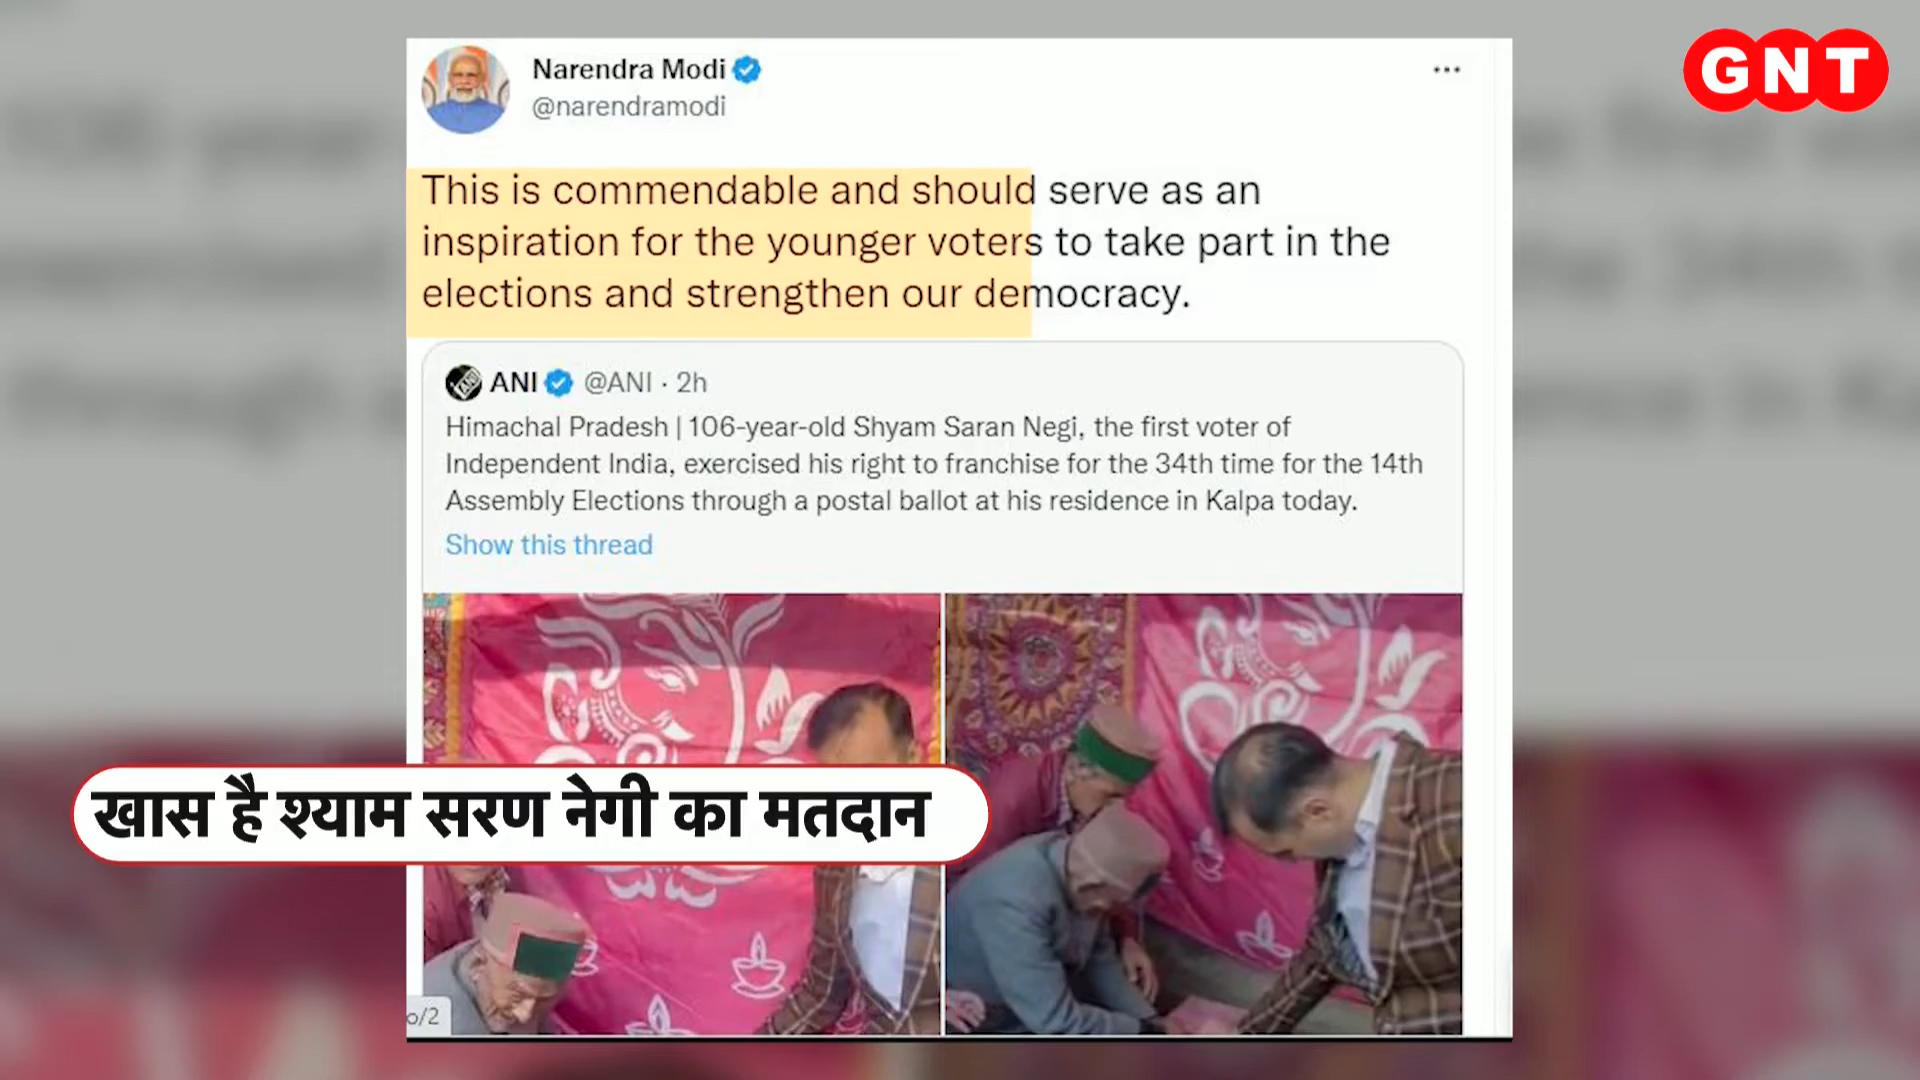 GNT
Narendra Modi
@narendramodi
This is commendable and should serve as an
inspiration for the younger voters to take part in the
elections and strengthen our democracy.
ANI @ANI · 2h
Himachal Pradesh | 106-year-old Shyam Saran Negi, the first voter of
Independent India, exercised his right to franchise for the 34th time for the 14th
Assembly Elections through a postal ballot at his residence in Kalpa today.
Show this thread
खास है श्याम सरण नेगी का मतदान
o/2